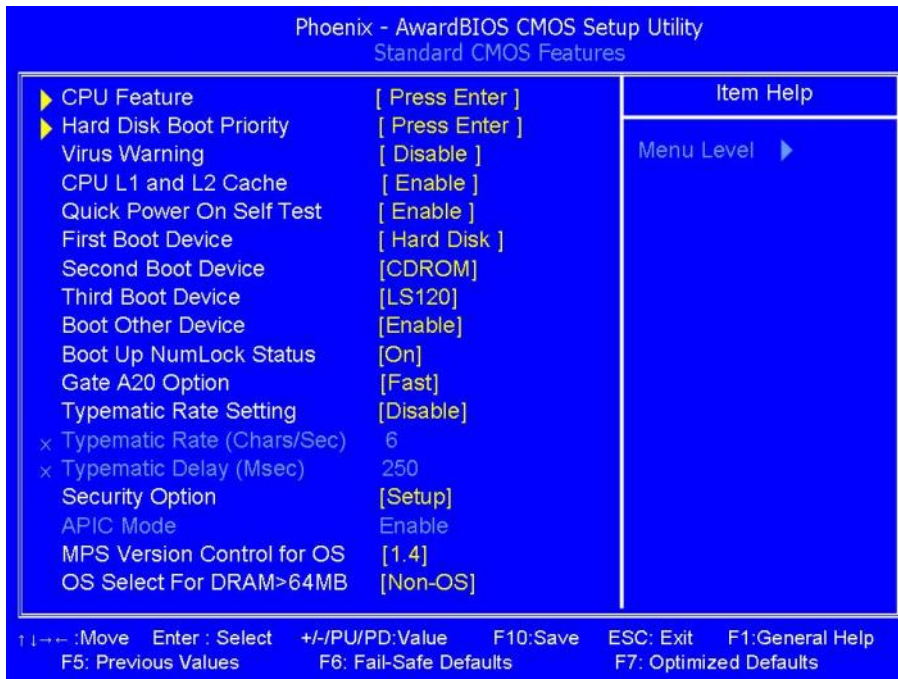 Phoenix - AwardBIOS CMOS Setup Utility
Standard CMOS Features
CPU Feature [ Press Enter ]
Hard Disk Boot Priority [ Press Enter ]
Virus Warning [ Disable ]
CPU L1 and L2 Cache [ Enable ]
Quick Power On Self Test [ Enable ]
First Boot Device [ Hard Disk ]
Second Boot Device [CDROM]
Third Boot Device [LS120]
Boot Other Device [Enable]
Boot Up NumLock Status [On]
Gate A20 Option [Fast]
Typematic Rate Setting [Disable]
x Typematic Rate (Chars/Sec) 6
x Typematic Delay (Msec) 250
Security Option [Setup]
APIC Mode Enable
MPS Version Control for OS [1.4]
OS Select For DRAM>64MB [Non-OS]
Item Help
Menu Level
↑↓→← :Move Enter : Select +/-/PU/PD:Value F10:Save ESC: Exit F1:General Help
F5: Previous Values F6: Fail-Safe Defaults F7: Optimized Defaults